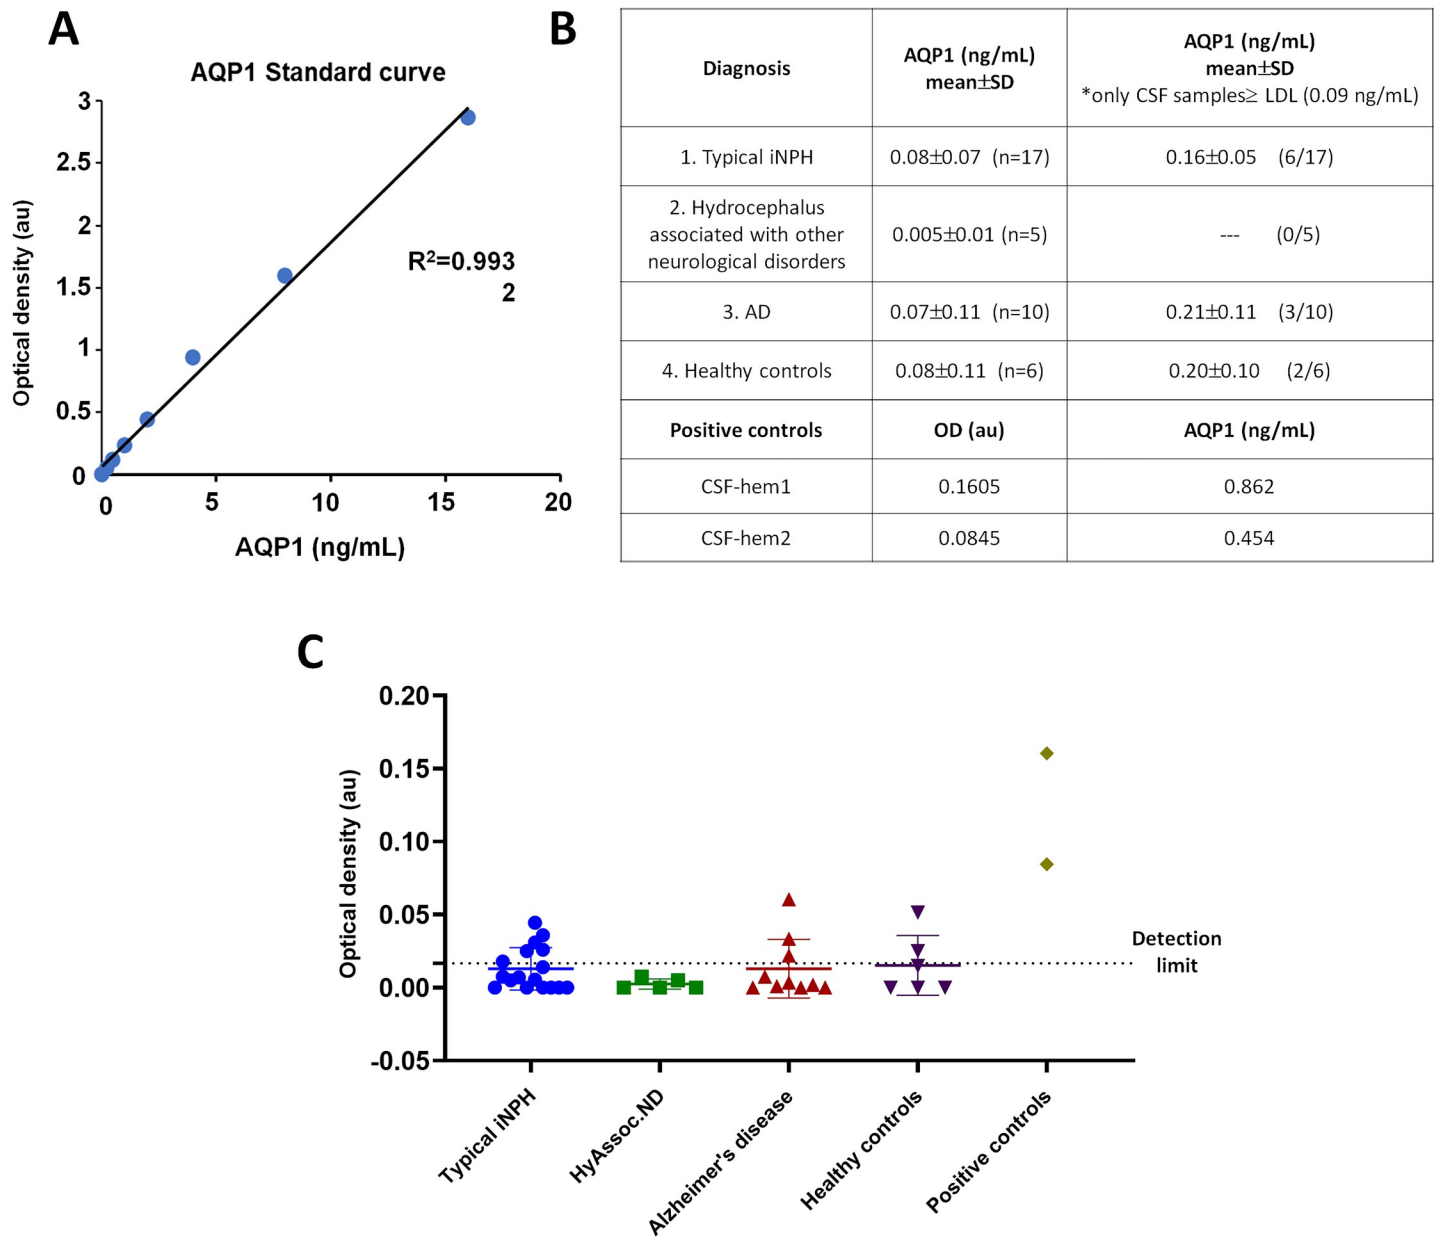 A
AQP1 Standard curve
3
2.5
2
1.5
1
0.5
0
0
5
10
15
20
Optical density (au)
AQP1 (ng/mL)
R²=0.993
2
B
Diagnosis
AQP1 (ng/mL)
mean±SD
AQP1 (ng/mL)
mean±SD
*only CSF samples≥ LDL (0.09 ng/mL)
1. Typical iNPH
0.08±0.07 (n=17)
0.16±0.05 (6/17)
2. Hydrocephalus
associated with other
neurological disorders
0.005±0.01 (n=5)
--- (0/5)
3. AD
0.07±0.11 (n=10)
0.21±0.11 (3/10)
4. Healthy controls
0.08±0.11 (n=6)
0.20±0.10 (2/6)
Positive controls
OD (au)
AQP1 (ng/mL)
CSF-hem1
0.1605
0.862
CSF-hem2
0.0845
0.454
C
0.20
0.15
0.10
0.05
0.00
-0.05
Optical density (au)
Detection
limit
Typical iNPH
HyAssoc.ND
Alzheimer's disease
Healthy controls
Positive controls